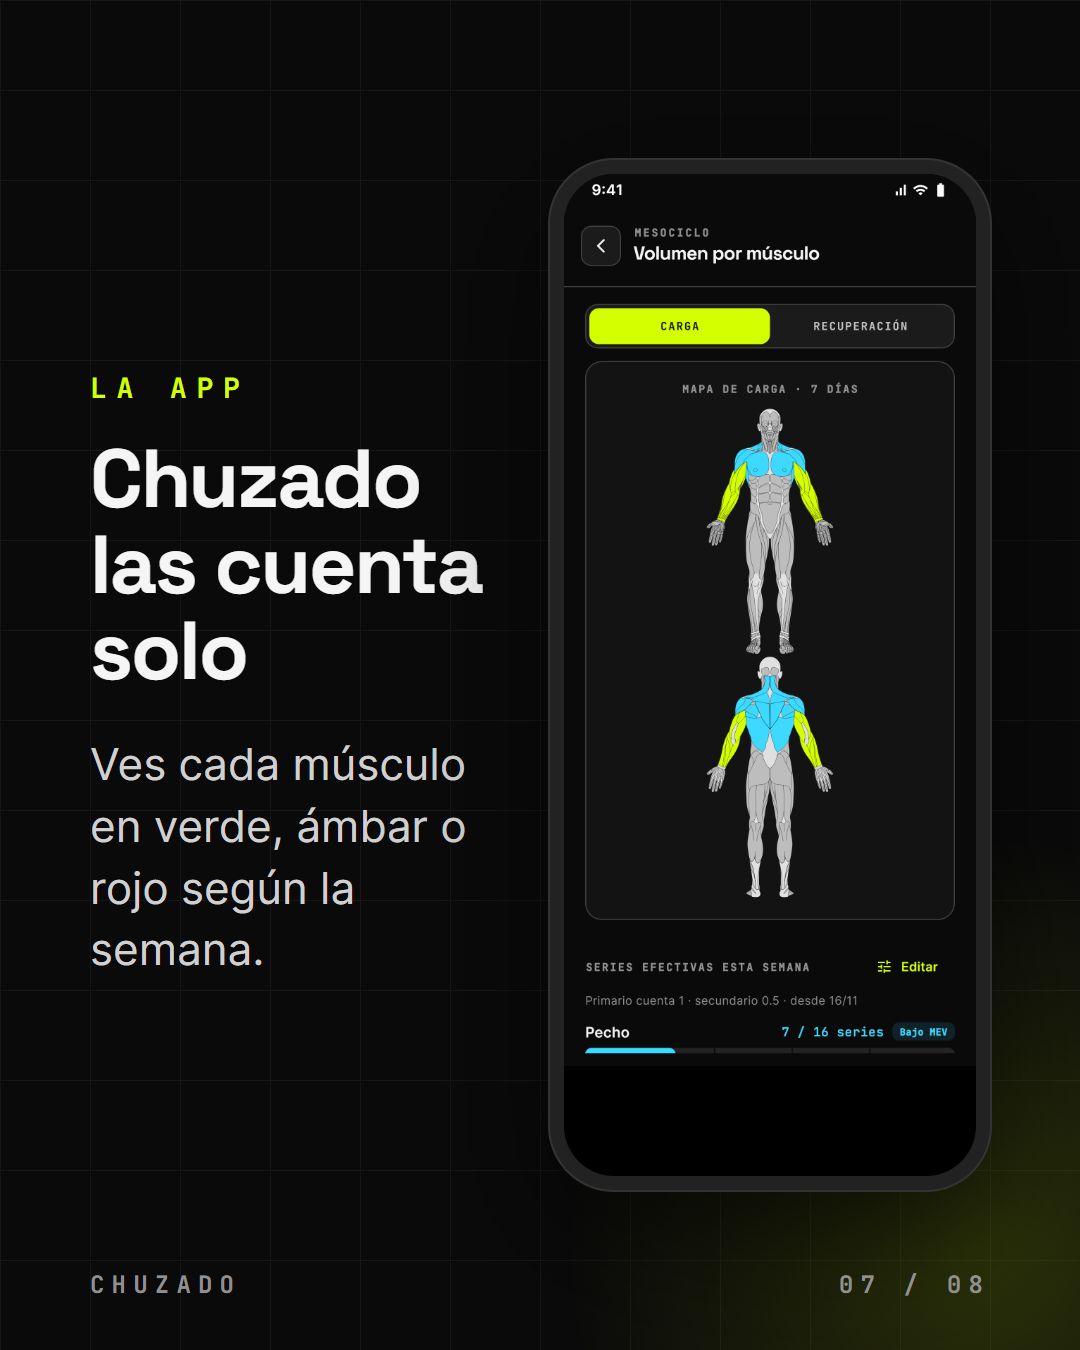 LA APP
Chuzado
las cuenta
solo
Ves cada músculo
en verde, ámbar o
rojo según la
semana.
9:41
MESOCICLO
Volumen por músculo
CARGA
RECUPERACIÓN
MAPA DE CARGA · 7 DÍAS
SERIES EFECTIVAS ESTA SEMANA
Editar
Primario cuenta 1 · secundario 0.5 · desde 16/11
Pecho
7 / 16 series
Bajo MEV
CHUZADO
07 / 08